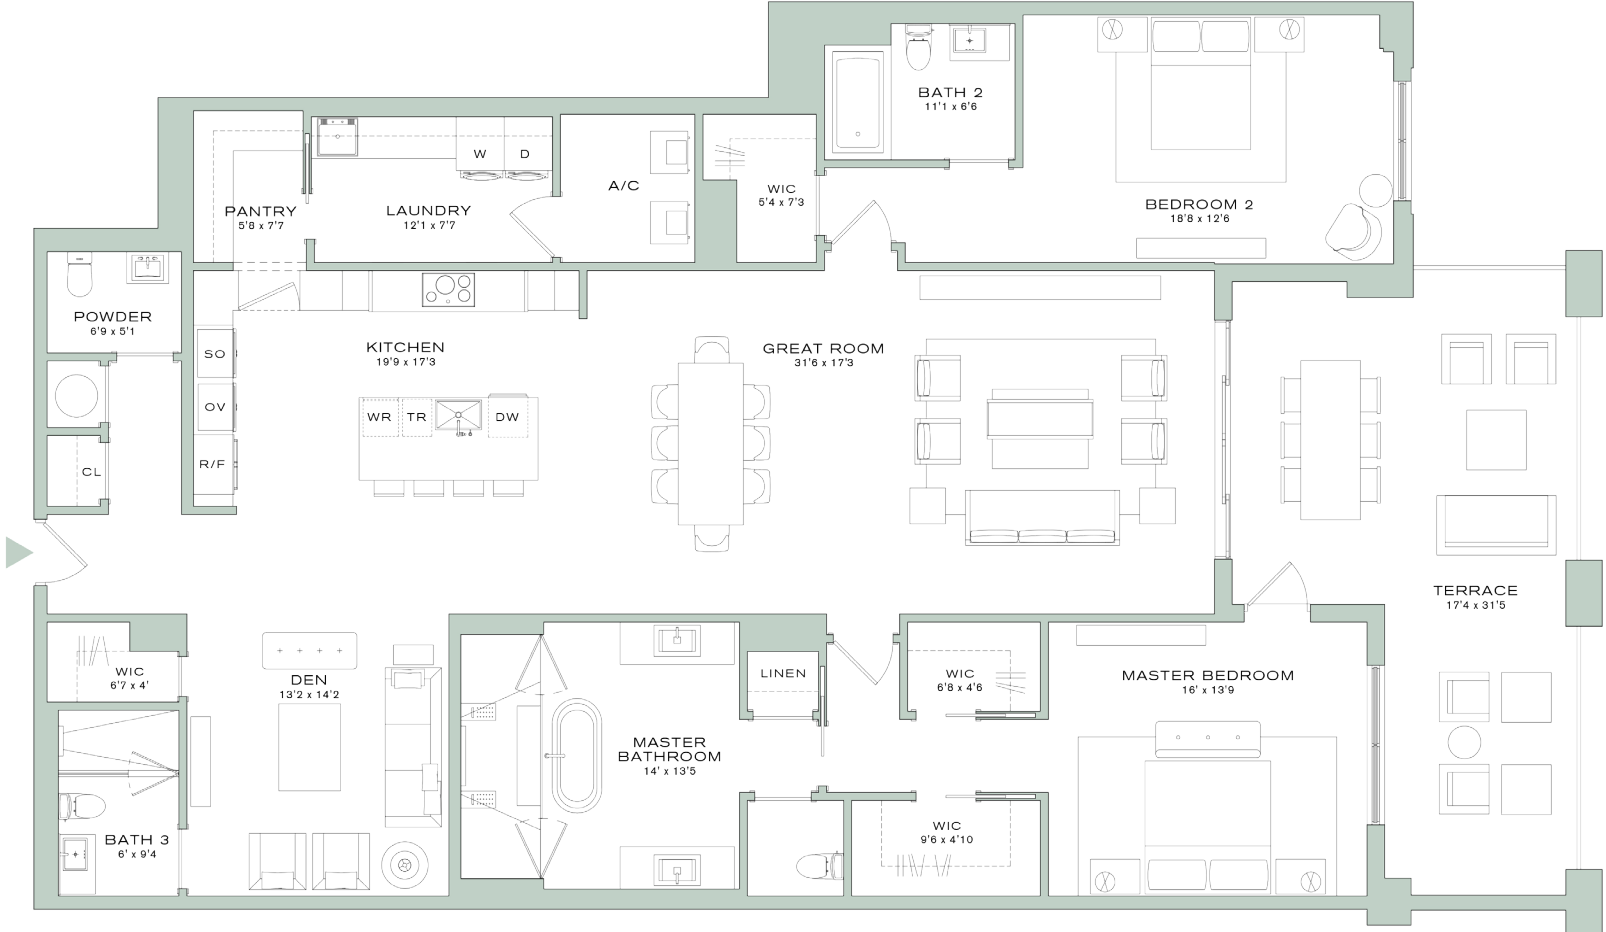 BATH 2
11'1 x 6'6
W
D
A/C
WIC
5'4 x 7'3
BEDROOM 2
18'8 x 12'6
PANTRY
5'8 x 7'7
LAUNDRY
12'1 x 7'7
POWDER
6'9 x 5'1
SO
KITCHEN
19'9 x 17'3
GREAT ROOM
31'6 x 17'3
OV
WR
TR
DW
R/F
CL
TERRACE
17'4 x 31'5
WIC
6'7 x 4'
DEN
13'2 x 14'2
LINEN
WIC
6'8 x 4'6
MASTER BEDROOM
16' x 13'9
MASTER
BATHROOM
14' x 13'5
BATH 3
6' x 9'4
WIC
9'6 x 4'10